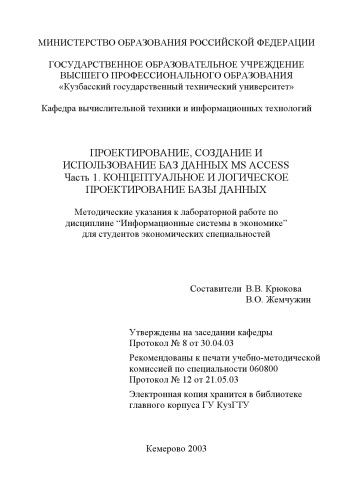 МИНИСТЕРСТВО ОБРАЗОВАНИЯ РОССИЙСКОЙ ФЕДЕРАЦИИ
ГОСУДАРСТВЕННОЕ ОБРАЗОВАТЕЛЬНОЕ УЧРЕЖДЕНИЕ
ВЫСШЕГО ПРОФЕССИОНАЛЬНОГО ОБРАЗОВАНИЯ
«Кузбасский государственный технический университет»
Кафедра вычислительной техники и информационных технологий
ПРОЕКТИРОВАНИЕ, СОЗДАНИЕ И
ИСПОЛЬЗОВАНИЕ БАЗ ДАННЫХ MS ACCESS
Часть 1. КОНЦЕПТУАЛЬНОЕ И ЛОГИЧЕСКОЕ
ПРОЕКТИРОВАНИЕ БАЗЫ ДАННЫХ
Методические указания к лабораторной работе по
дисциплине “Информационные системы в экономике”
для студентов экономических специальностей
Составители В.В. Крюкова
В.О. Жемчужин
Утверждены на заседании кафедры
Протокол № 8 от 30.04.03
Рекомендованы к печати учебно-методической
комиссией по специальности 060800
Протокол № 12 от 21.05.03
Электронная копия хранится в библиотеке
главного корпуса ГУ КузГТУ
Кемерово 2003